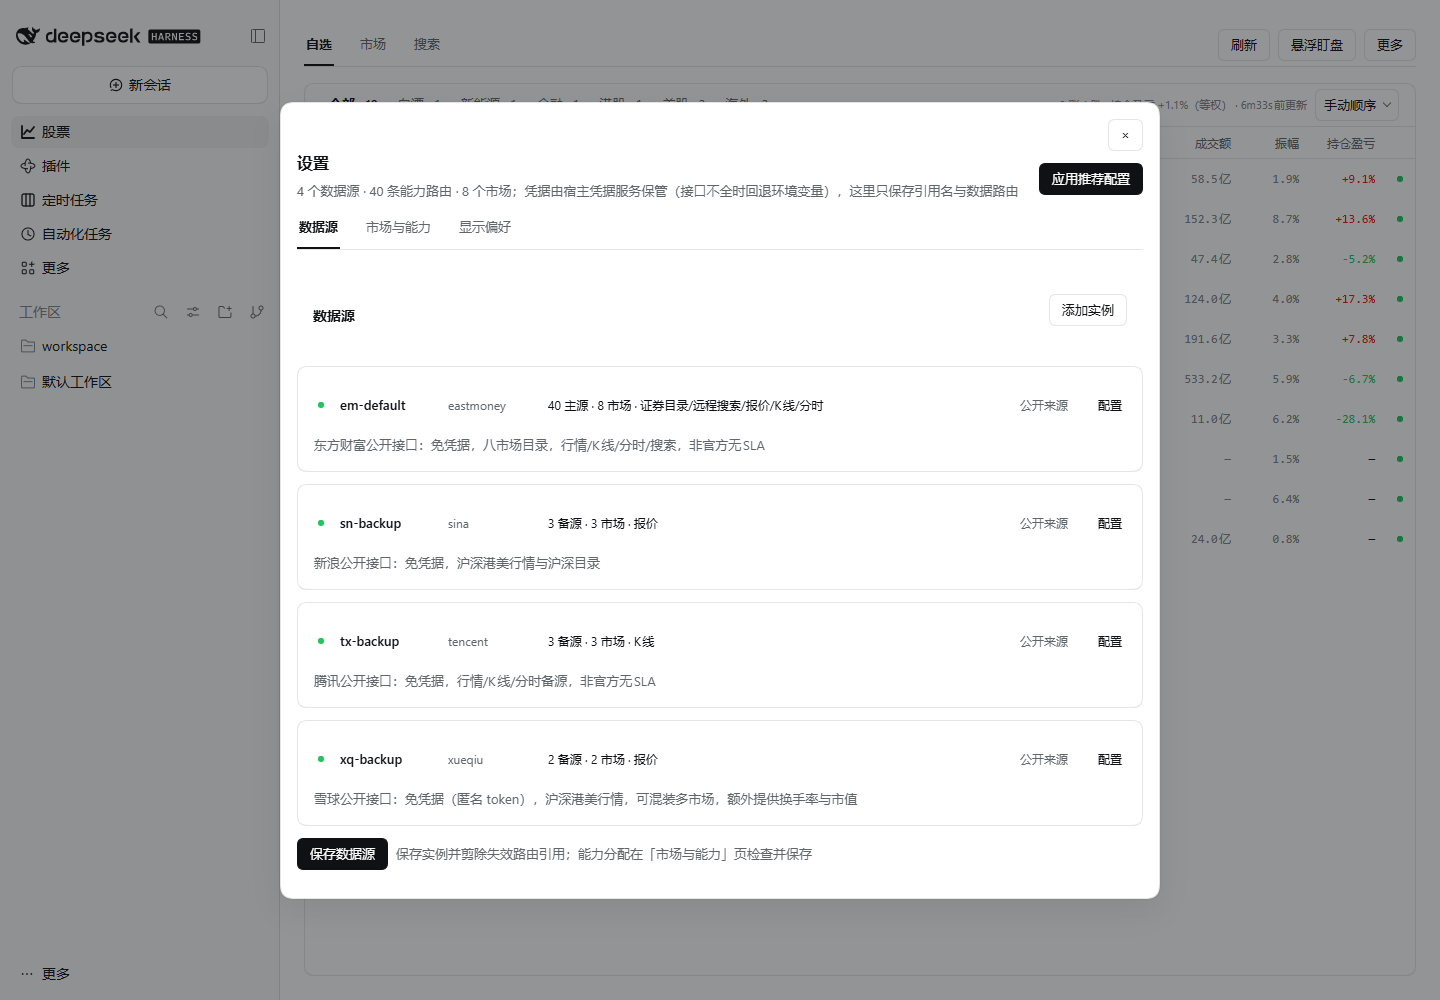 deepseek HARNESS
新会话
股票
插件
定时任务
自动化任务
更多
工作区
workspace
默认工作区
更多
自选 市场 搜索
刷新 悬浮盯盘 更多
+1.1%（等权） · 6m33s前更新 手动顺序
成交额 振幅 持仓盈亏
58.5亿 1.9% +9.1%
152.3亿 8.7% +13.6%
47.4亿 2.8% -5.2%
124.0亿 4.0% +17.3%
191.6亿 3.3% +7.8%
533.2亿 5.9% -6.7%
11.0亿 6.2% -28.1%
— 1.5% —
— 6.4% —
24.0亿 0.8% —
×
设置
4 个数据源 · 40 条能力路由 · 8 个市场；凭据由宿主凭据服务保管（接口不全时回退环境变量），这里只保存引用名与数据路由
应用推荐配置
数据源 市场与能力 显示偏好
数据源
添加实例
em-default eastmoney 40 主源 · 8 市场 · 证券目录/远程搜索/报价/K线/分时 公开来源 配置
东方财富公开接口：免凭据，八市场目录，行情/K线/分时/搜索，非官方无SLA
sn-backup sina 3 备源 · 3 市场 · 报价 公开来源 配置
新浪公开接口：免凭据，沪深港美行情与沪深目录
tx-backup tencent 3 备源 · 3 市场 · K线 公开来源 配置
腾讯公开接口：免凭据，行情/K线/分时备源，非官方无SLA
xq-backup xueqiu 2 备源 · 2 市场 · 报价 公开来源 配置
雪球公开接口：免凭据（匿名 token），沪深港美行情，可混装多市场，额外提供换手率与市值
保存数据源 保存实例并剪除失效路由引用；能力分配在「市场与能力」页检查并保存